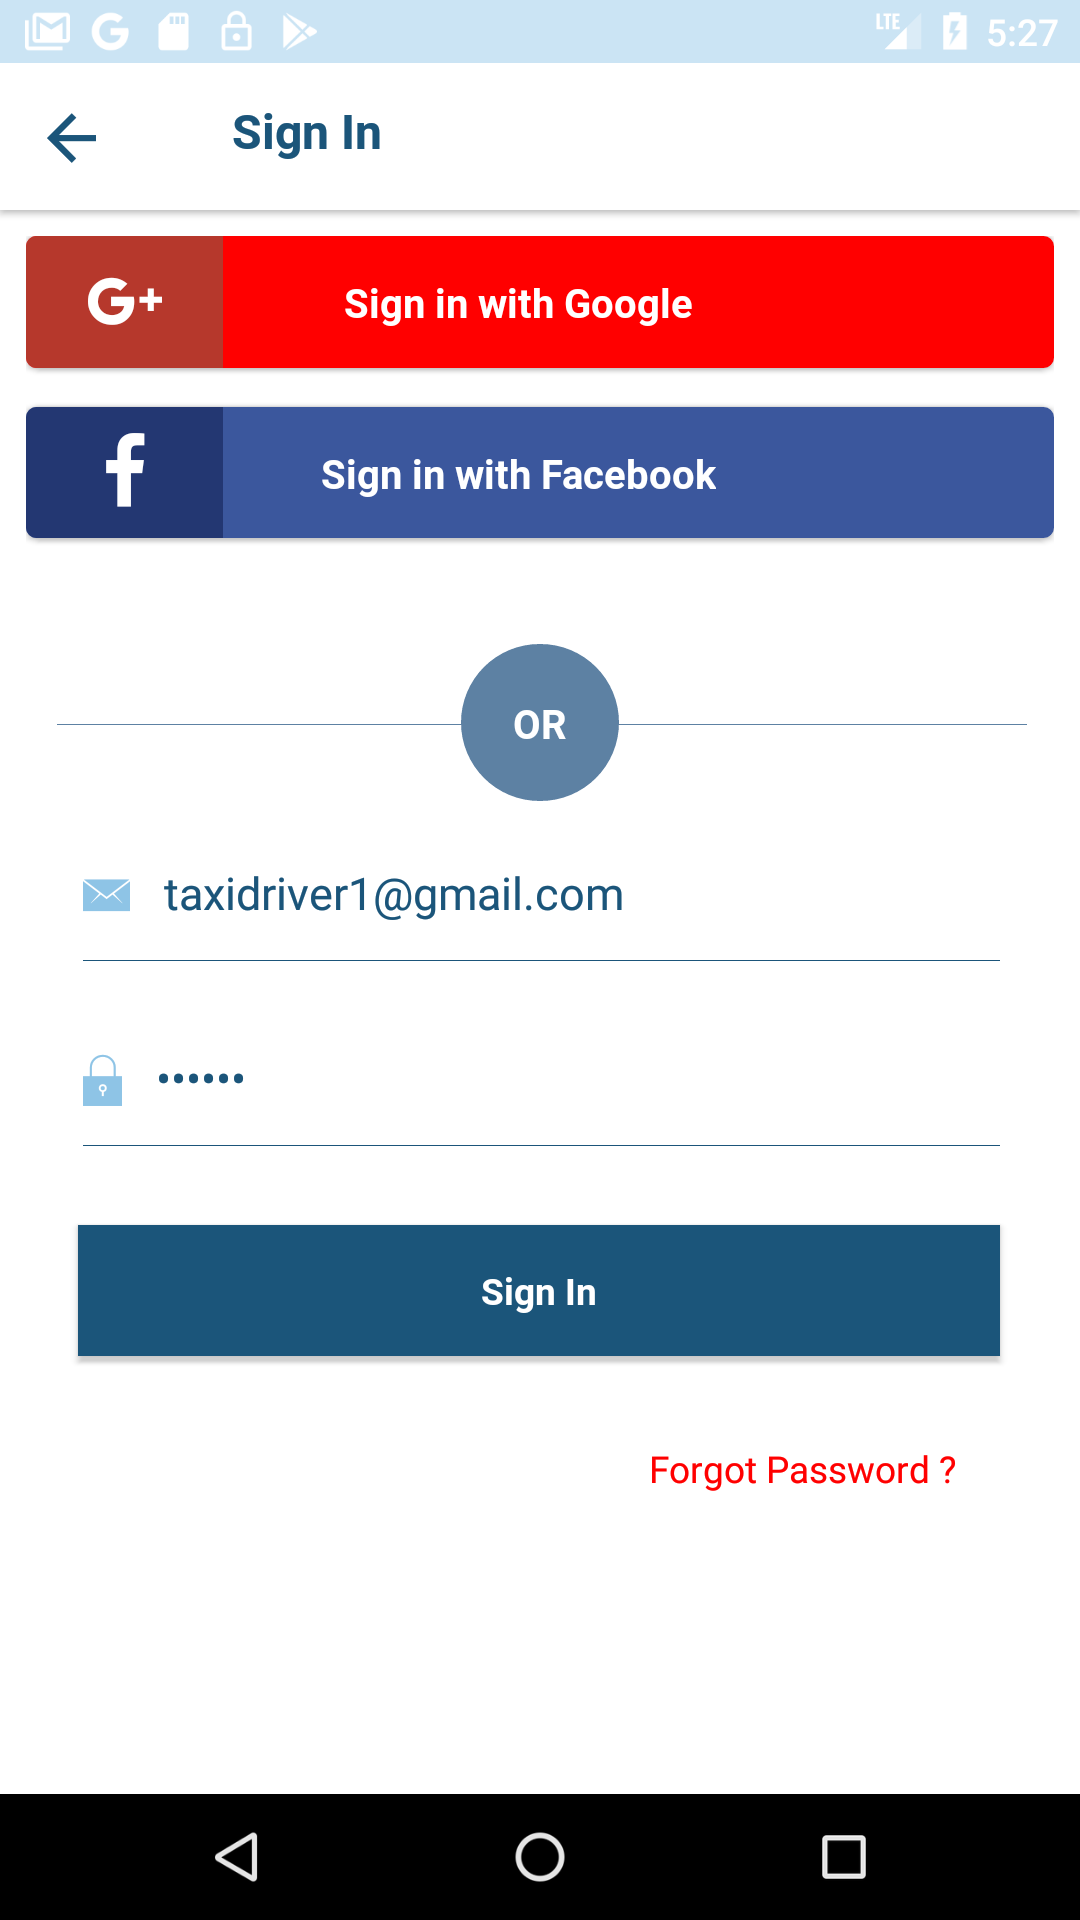 LTE 5:27
Sign In
G+ Sign in with Google
f Sign in with Facebook
OR
taxidriver1@gmail.com
••••••
Sign In
Forgot Password ?